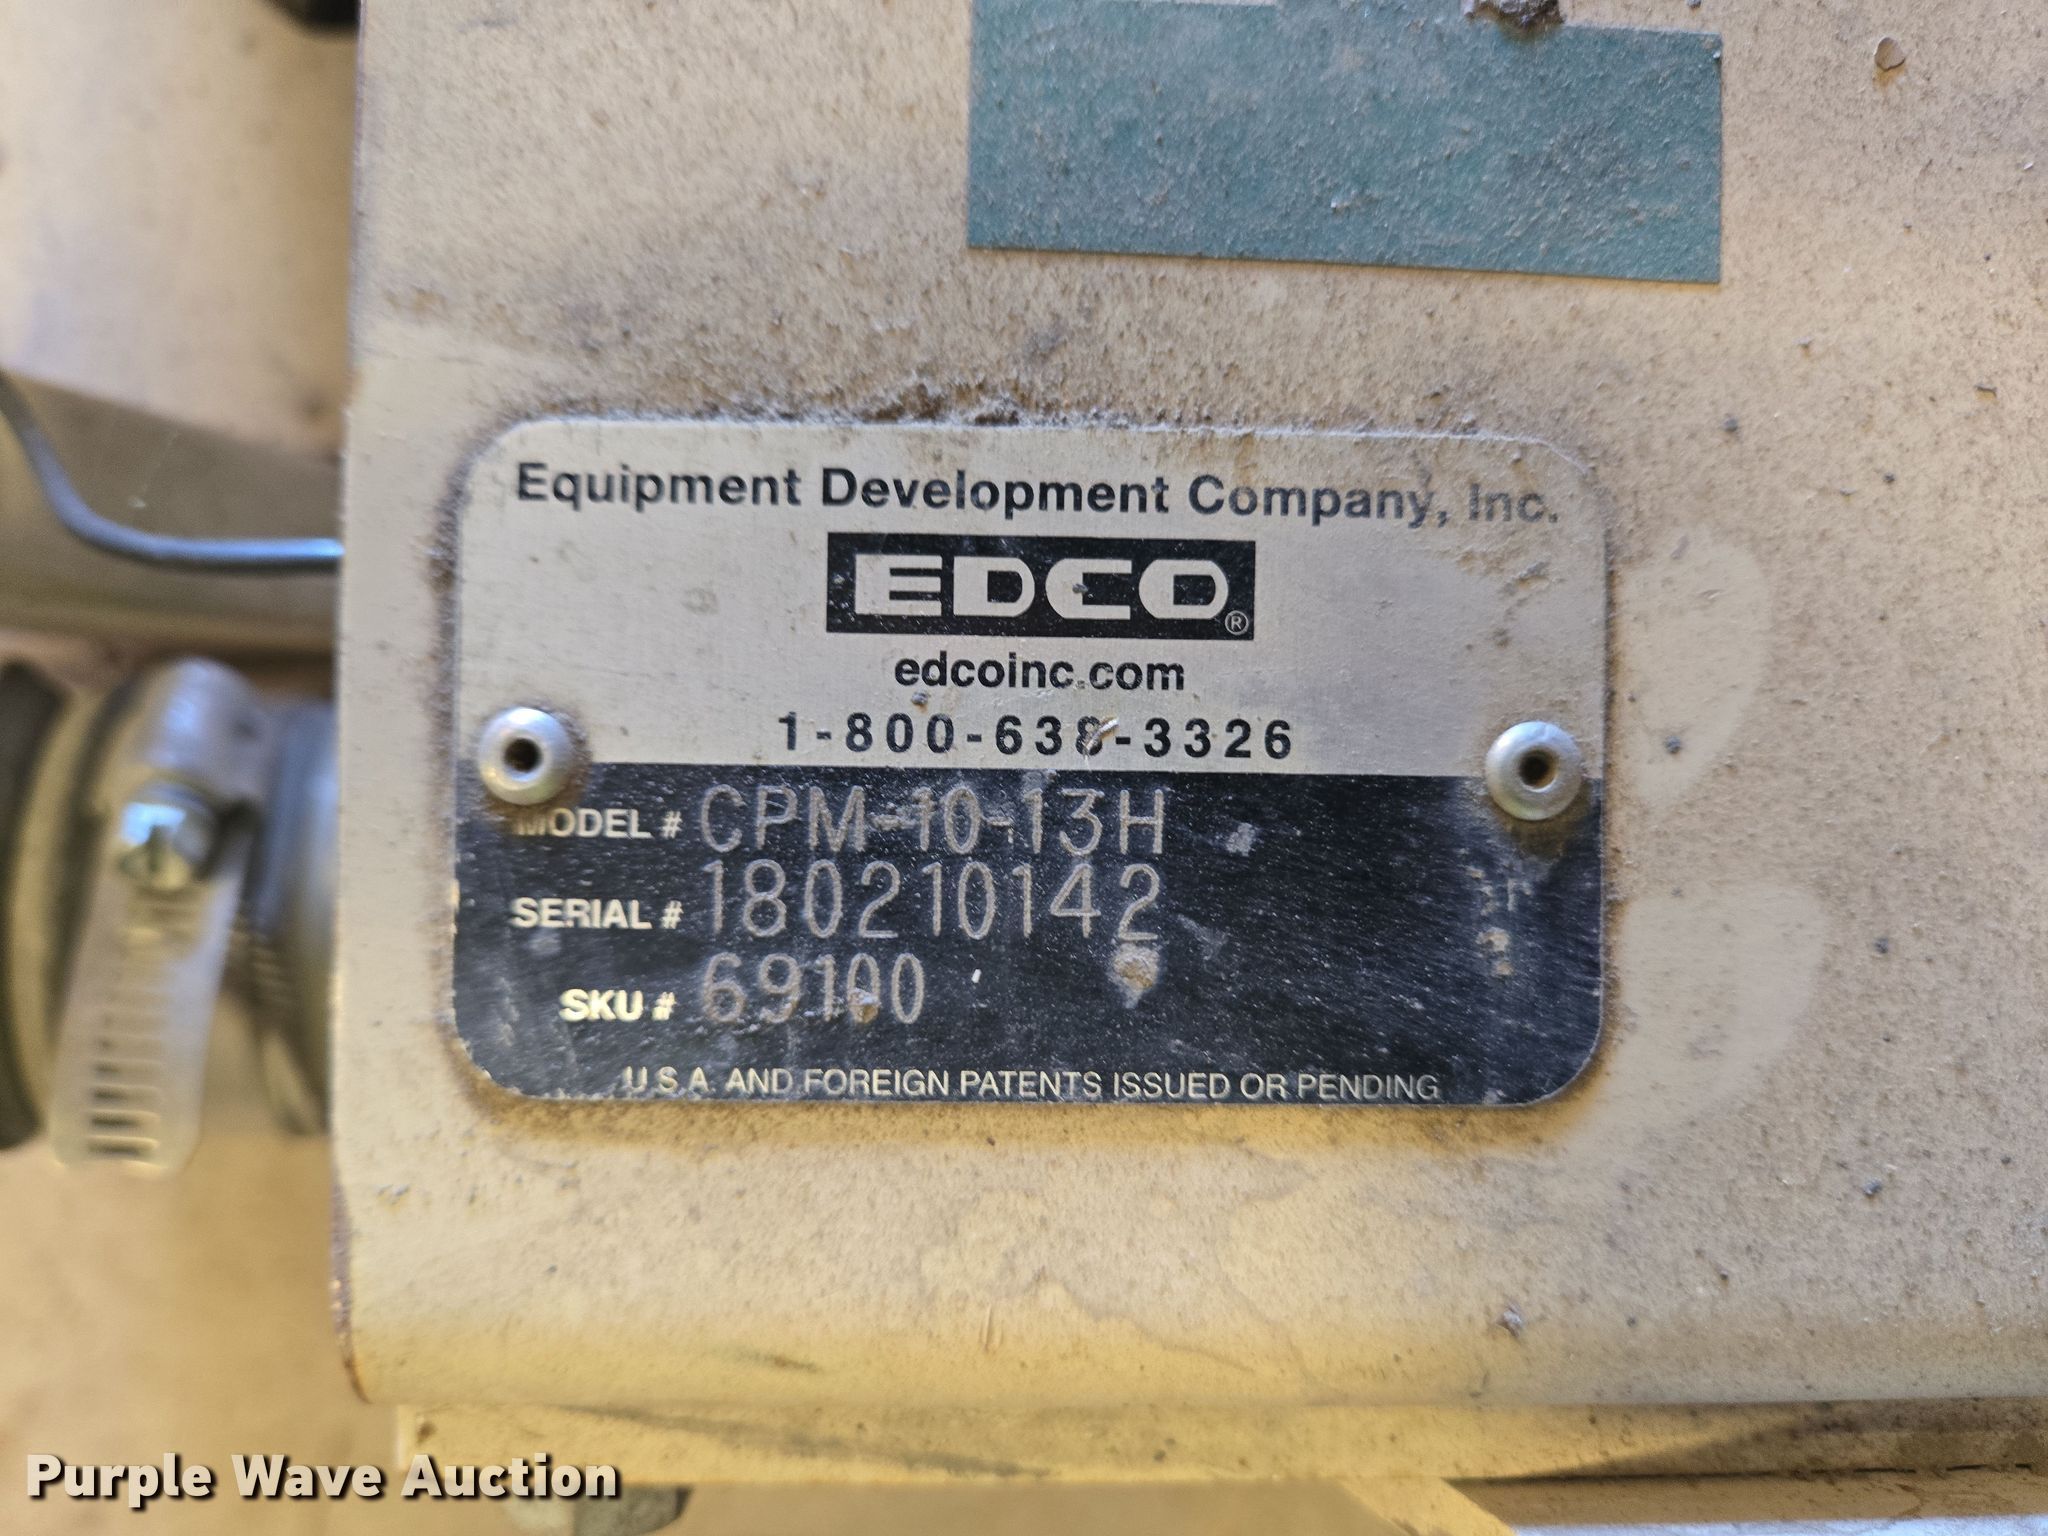 Equipment Development Company, Inc.
EDCO®
edcoinc.com
1-800-638-3326
MODEL # CPM-10-13H
SERIAL # 180210142
SKU # 69100
U.S.A. AND FOREIGN PATENTS ISSUED OR PENDING
Purple Wave Auction